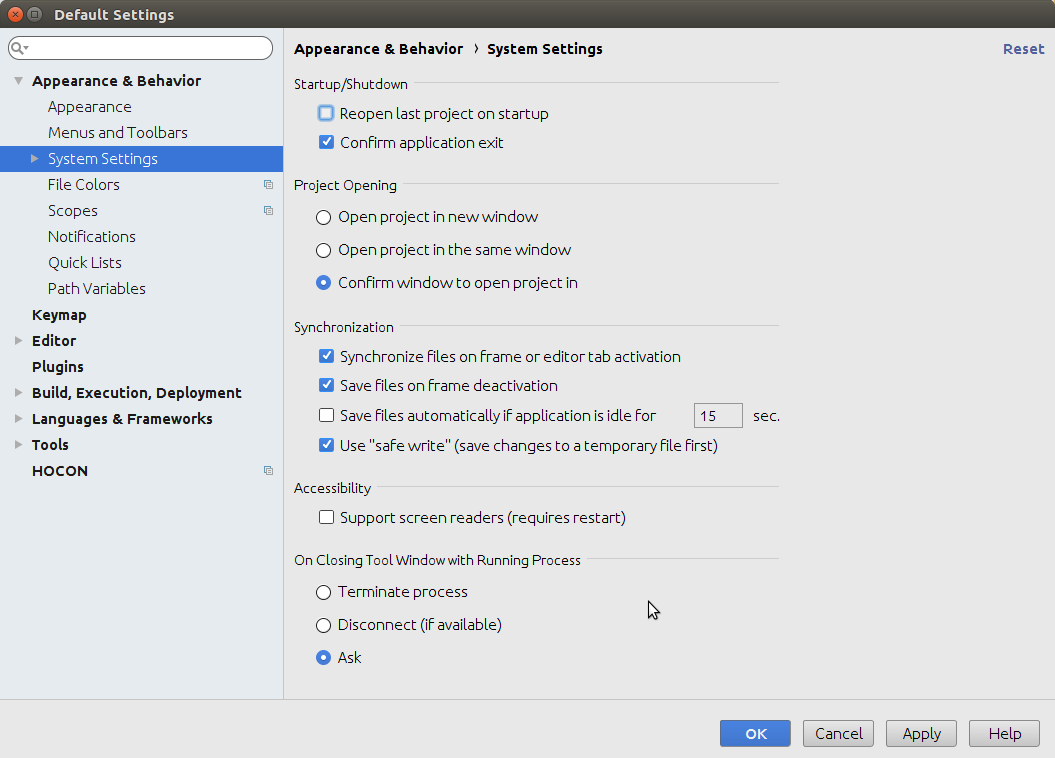 Default Settings
Appearance & Behavior
Appearance
Menus and Toolbars
System Settings
File Colors
Scopes
Notifications
Quick Lists
Path Variables
Keymap
Editor
Plugins
Build, Execution, Deployment
Languages & Frameworks
Tools
HOCON
Appearance & Behavior › System Settings
Reset
Startup/Shutdown
Reopen last project on startup
Confirm application exit
Project Opening
Open project in new window
Open project in the same window
Confirm window to open project in
Synchronization
Synchronize files on frame or editor tab activation
Save files on frame deactivation
Save files automatically if application is idle for 15 sec.
Use "safe write" (save changes to a temporary file first)
Accessibility
Support screen readers (requires restart)
On Closing Tool Window with Running Process
Terminate process
Disconnect (if available)
Ask
OK Cancel Apply Help